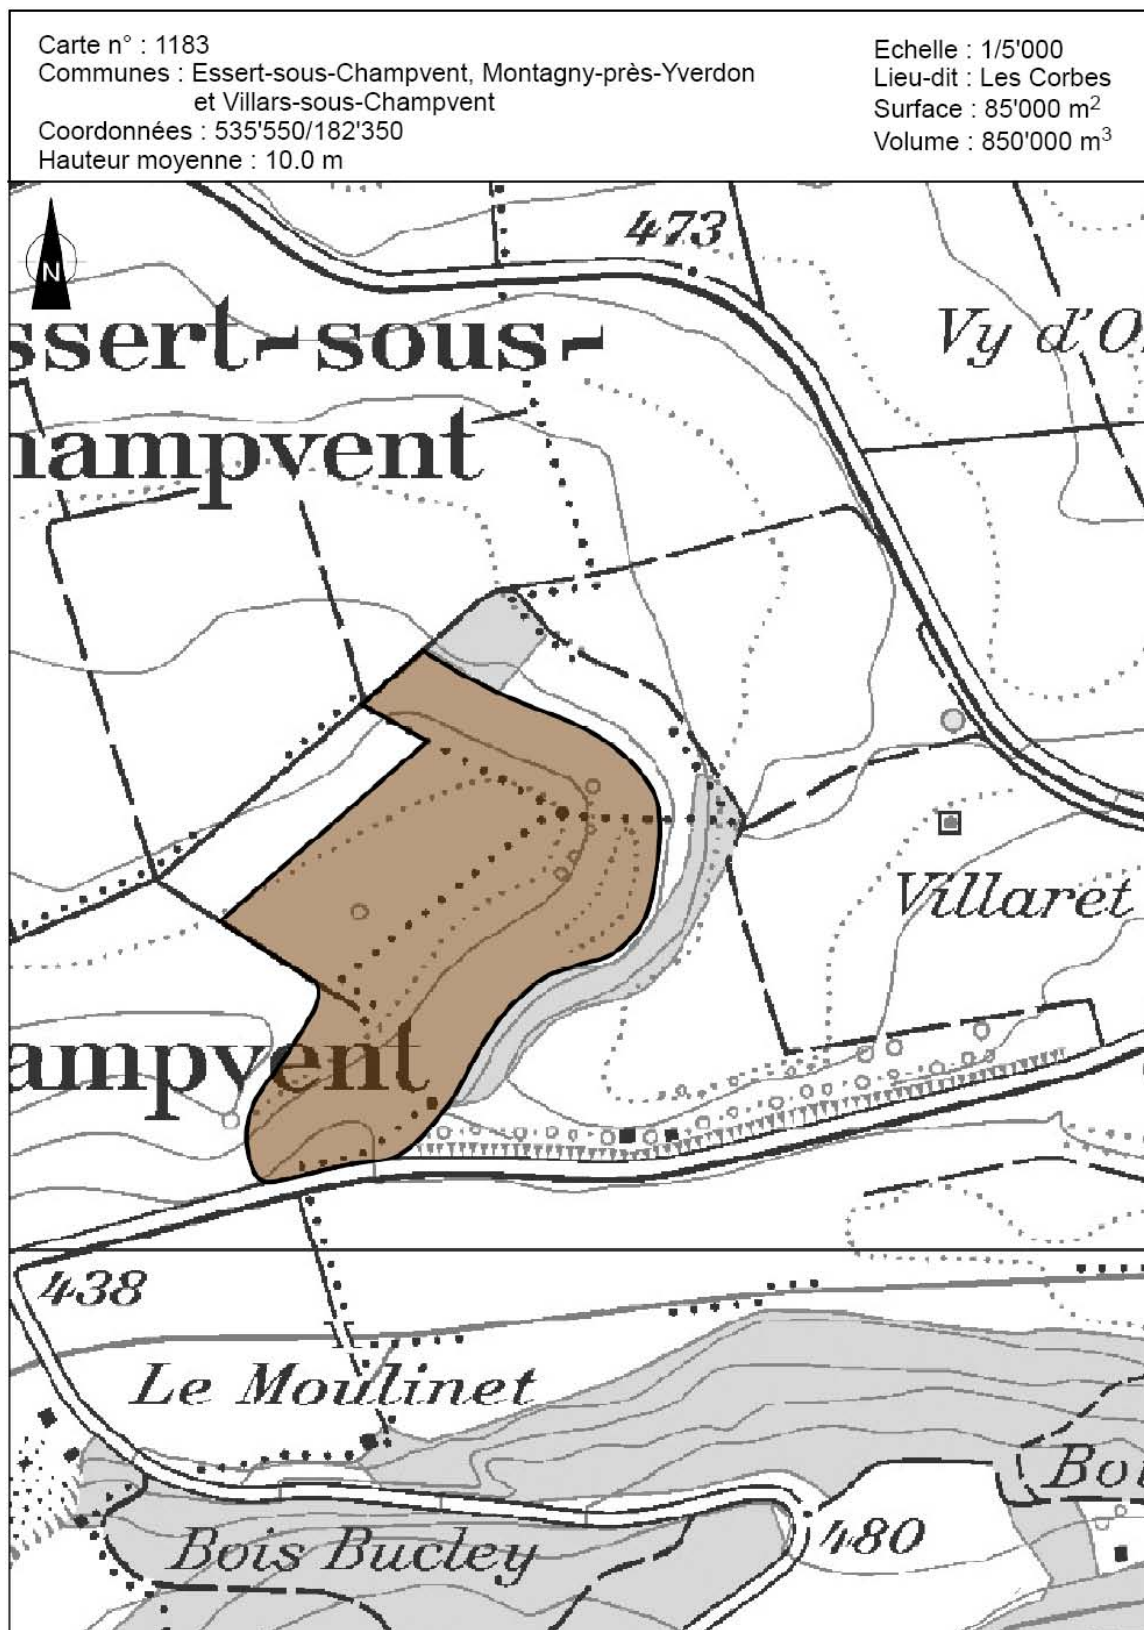 Carte n° : 1183
Communes : Essert-sous-Champvent, Montagny-près-Yverdon
et Villars-sous-Champvent
Coordonnées : 535'550/182'350
Hauteur moyenne : 10.0 m
Echelle : 1/5'000
Lieu-dit : Les Corbes
Surface : 85'000 m²
Volume : 850'000 m³
N
473
Vy d'O
ssert-sous-
hampvent
Villaret
ampvent
438
Le Moulinet
Boi
Bois Bucley
480